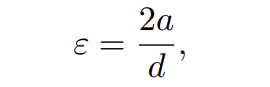 ε = 2a/d,